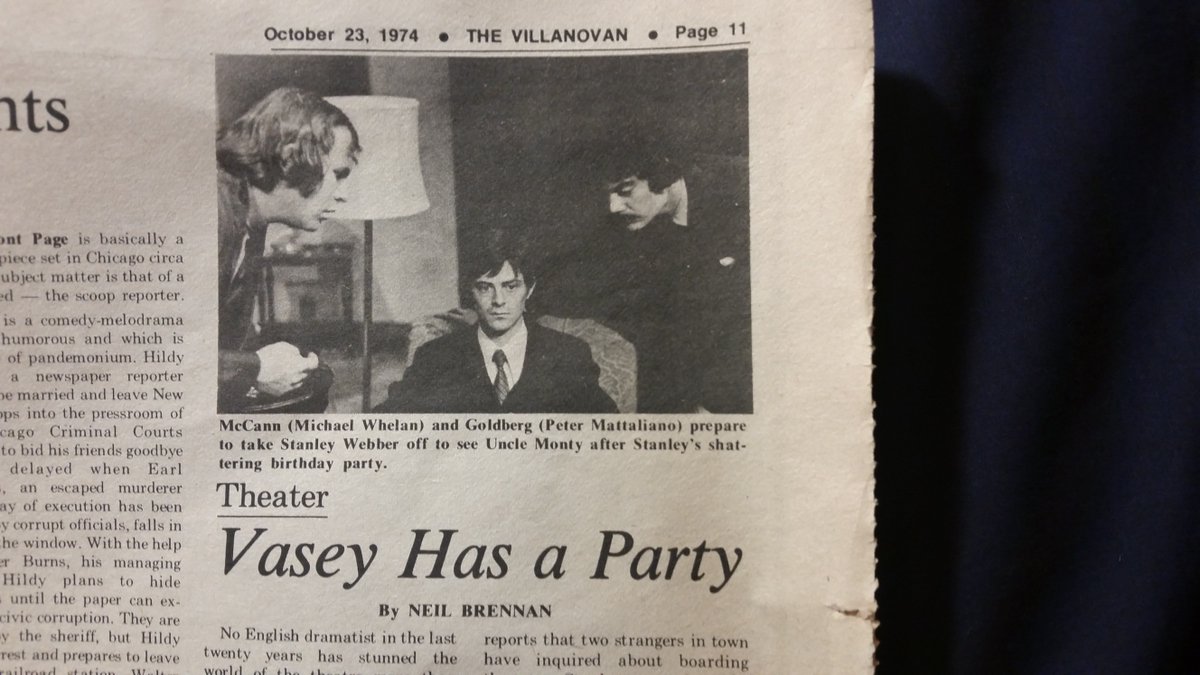 October 23, 1974 • THE VILLANOVAN • Page 11
nts
ont Page is basically a
piece set in Chicago circa
ubject matter is that of a
ed — the scoop reporter.
is a comedy-melodrama
humorous and which is
of pandemonium. Hildy
a newspaper reporter
be married and leave New
ops into the pressroom of
cago Criminal Courts
to bid his friends goodbye
delayed when Earl
, an escaped murderer
ay of execution has been
y corrupt officials, falls in
he window. With the help
er Burns, his managing
Hildy plans to hide
until the paper can ex-
civic corruption. They are
y the sheriff, but Hildy
rest and prepares to leave
railroad station.
McCann (Michael Whelan) and Goldberg (Peter Mattaliano) prepare
to take Stanley Webber off to see Uncle Monty after Stanley's shat-
tering birthday party.
Theater
Vasey Has a Party
By NEIL BRENNAN
No English dramatist in the last
twenty years has stunned the
world of the
reports that two strangers in town
have inquired about boarding